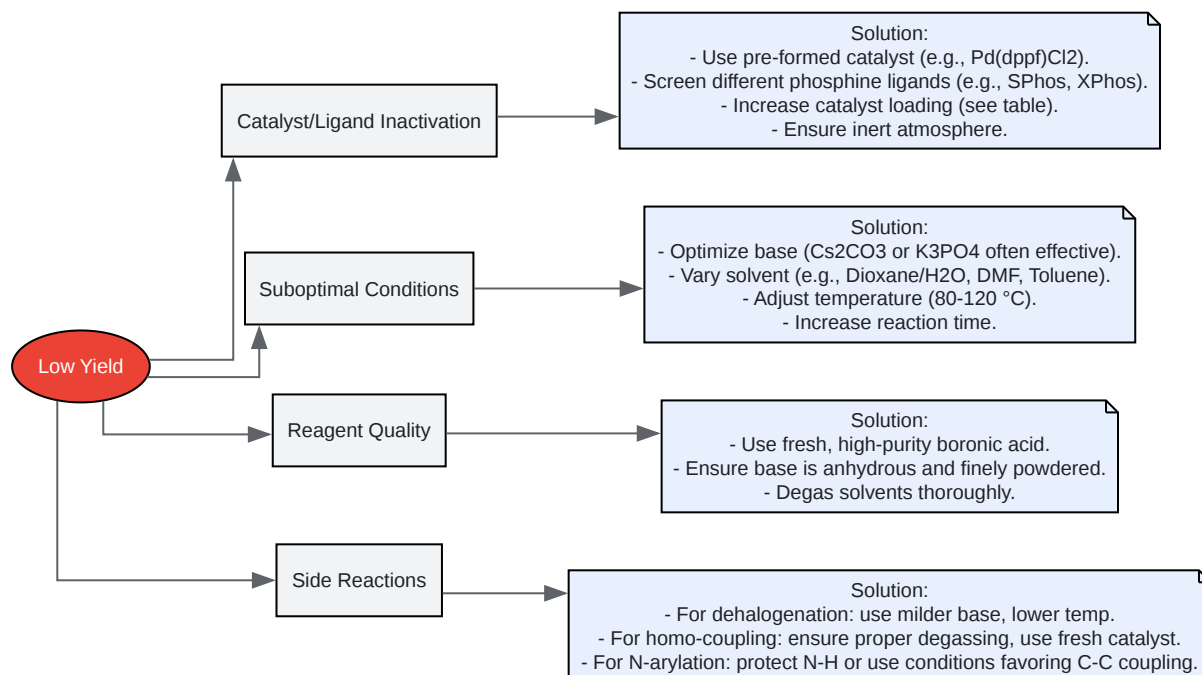 Low Yield
Catalyst/Ligand Inactivation
Solution:
- Use pre-formed catalyst (e.g., Pd(dppf)Cl2).
- Screen different phosphine ligands (e.g., SPhos, XPhos).
- Increase catalyst loading (see table).
- Ensure inert atmosphere.
Suboptimal Conditions
Solution:
- Optimize base (Cs2CO3 or K3PO4 often effective).
- Vary solvent (e.g., Dioxane/H2O, DMF, Toluene).
- Adjust temperature (80-120 °C).
- Increase reaction time.
Reagent Quality
Solution:
- Use fresh, high-purity boronic acid.
- Ensure base is anhydrous and finely powdered.
- Degas solvents thoroughly.
Side Reactions
Solution:
- For dehalogenation: use milder base, lower temp.
- For homo-coupling: ensure proper degassing, use fresh catalyst.
- For N-arylation: protect N-H or use conditions favoring C-C coupling.